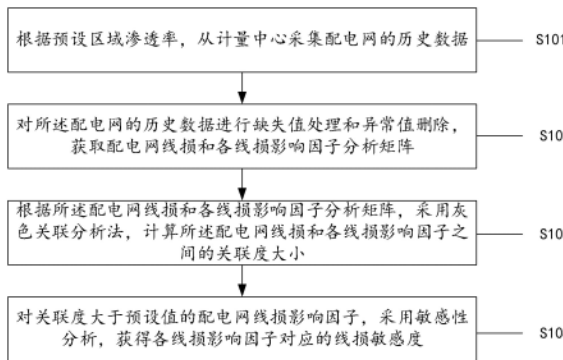 根据预设区域渗透率，从计量中心采集配电网的历史数据
S101
对所述配电网的历史数据进行缺失值处理和异常值删除，
获取配电网线损和各线损影响因子分析矩阵
S10
根据所述配电网线损和各线损影响因子分析矩阵，采用灰
色关联分析法，计算所述配电网线损和各线损影响因子之
间的关联度大小
S10
对关联度大于预设值的配电网线损影响因子，采用敏感性
分析，获得各线损影响因子对应的线损敏感度
S10